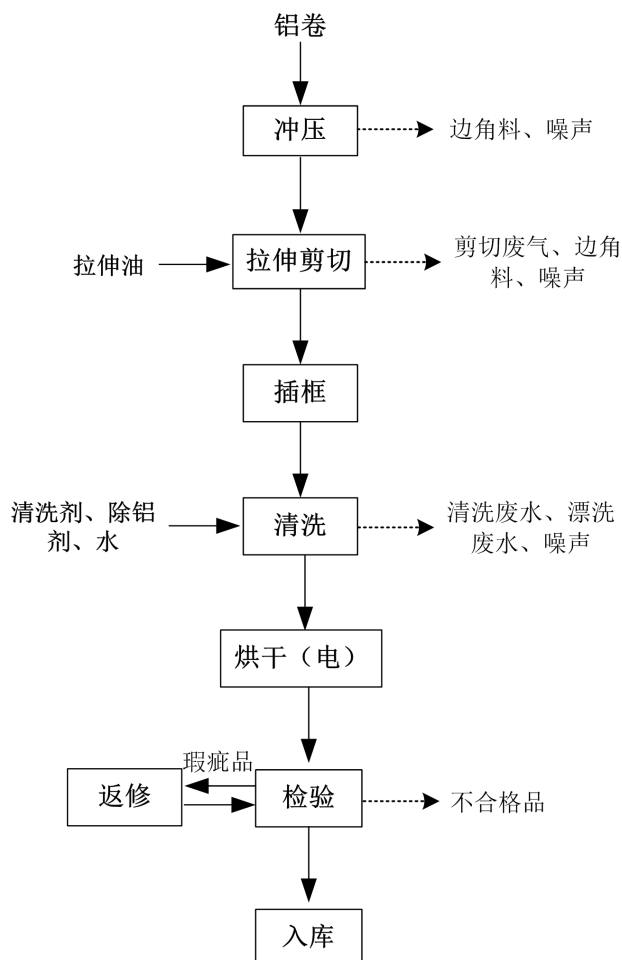 铝卷
冲压
边角料、噪声
拉伸油
拉伸剪切
剪切废气、边角
料、噪声
插框
清洗剂、除铝
剂、水
清洗
清洗废水、漂洗
废水、噪声
烘干（电）
瑕疵品
返修
检验
不合格品
入库